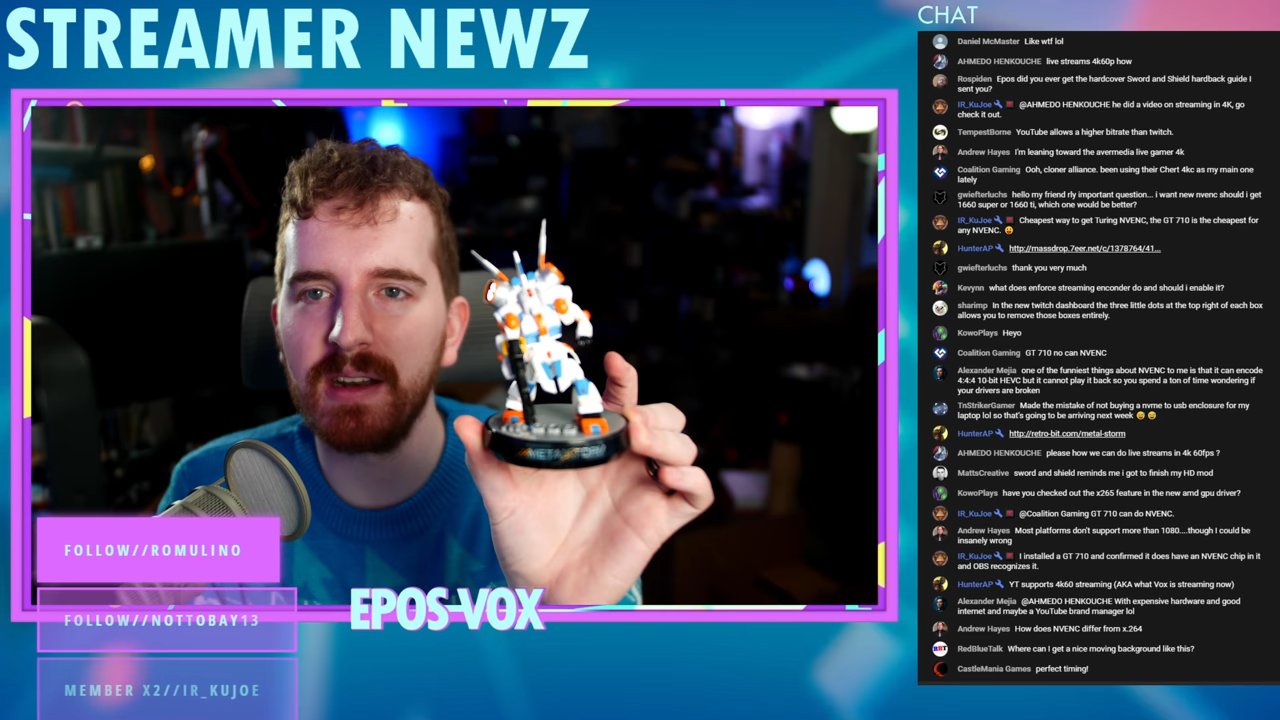 STREAMER NEWZ
CHAT
Daniel McMaster Like wtf lol
AHMEDO HENKOUCHE live streams 4k60p how
Rospiden Epos did you ever get the hardcover Sword and Shield hardback guide I
sent you?
IR_KuJoe @AHMEDO HENKOUCHE he did a video on streaming in 4K, go
check it out.
TempestBorne YouTube allows a higher bitrate than twitch.
Andrew Hayes I'm leaning toward the avermedia live gamer 4k
Coalition Gaming Ooh, cloner alliance. been using their Chert 4kc as my main one
lately
gwiefterluchs hello my friend rly important question... i want new nvenc should i get
1660 super or 1660 ti, which one would be better?
IR_KuJoe Cheapest way to get Turing NVENC, the GT 710 is the cheapest for
any NVENC.
HunterAP http://massdrop.7eer.net/c/1378764/41...
gwiefterluchs thank you very much
Kevynn what does enforce streaming enconder do and should i enable it?
sharimp In the new twitch dashboard the three little dots at the top right of each box
allows you to remove those boxes entirely.
KowoPlays Heyo
Coalition Gaming GT 710 no can NVENC
Alexander Mejia one of the funniest things about NVENC to me is that it can encode
4:4:4 10-bit HEVC but it cannot play it back so you spend a ton of time wondering if
your drivers are broken
TnStrikerGamer Made the mistake of not buying a nvme to usb enclosure for my
laptop lol so that's going to be arriving next week
HunterAP http://retro-bit.com/metal-storm
AHMEDO HENKOUCHE please how we can do live streams in 4k 60fps ?
MattsCreative sword and shield reminds me i got to finish my HD mod
KowoPlays have you checked out the x265 feature in the new amd gpu driver?
IR_KuJoe @Coalition Gaming GT 710 can do NVENC.
Andrew Hayes Most platforms don't support more than 1080....though I could be
insanely wrong
IR_KuJoe I installed a GT 710 and confirmed it does have an NVENC chip in it
and OBS recognizes it.
HunterAP YT supports 4k60 streaming (AKA what Vox is streaming now)
Alexander Mejia @AHMEDO HENKOUCHE With expensive hardware and good
internet and maybe a YouTube brand manager lol
Andrew Hayes How does NVENC differ from x.264
RedBlueTalk Where can I get a nice moving background like this?
CastleMania Games perfect timing!
METAL STORM
FOLLOW//ROMULINO
FOLLOW//NOTTOBAY13
MEMBER X2//IR_KUJOE
EPOS VOX